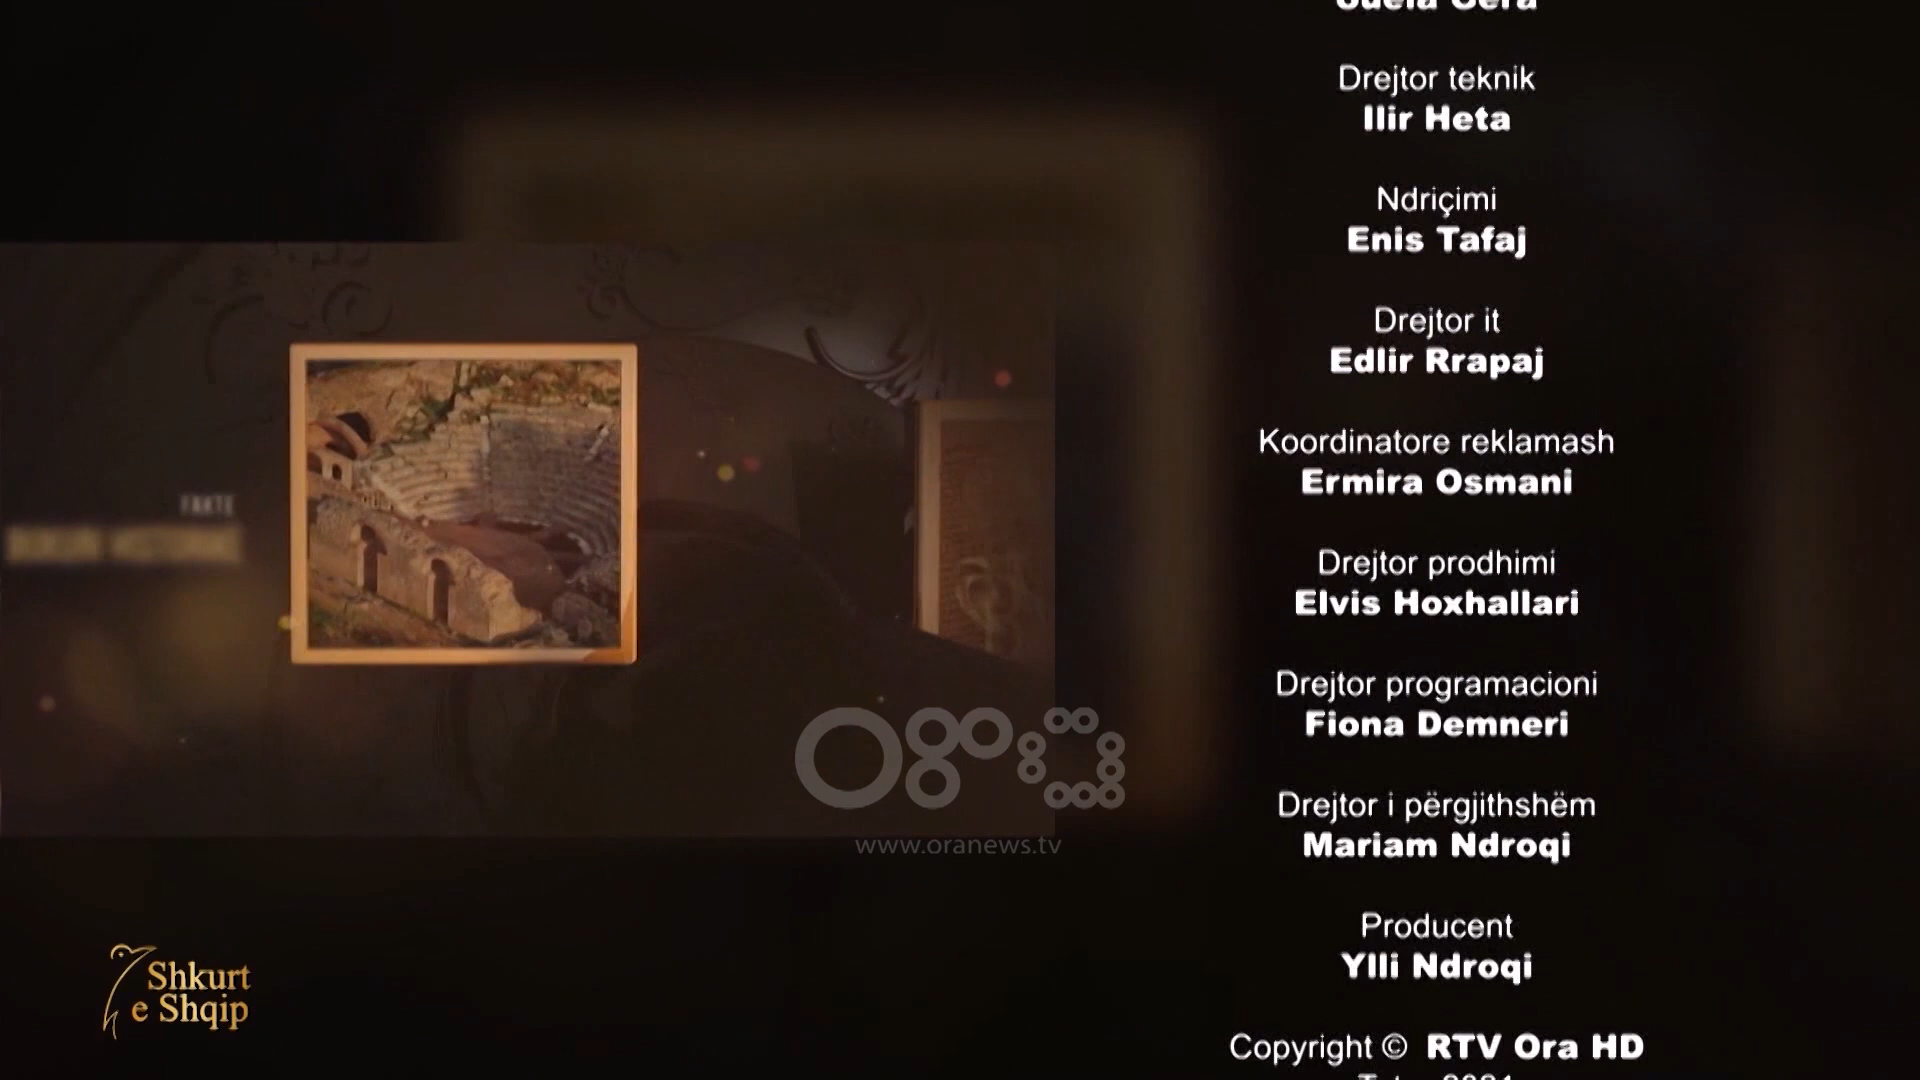 Drejtor teknik
Ilir Heta
Ndriçimi
Enis Tafaj
Drejtor it
Edlir Rrapaj
Koordinatore reklamash
Ermira Osmani
Drejtor prodhimi
Elvis Hoxhallari
Drejtor programacioni
Fiona Demneri
Drejtor i përgjithshëm
Mariam Ndroqi
Producent
Ylli Ndroqi
Copyright © RTV Ora HD
FAKTE
ora
www.oranews.tv
Shkurt
e Shqip